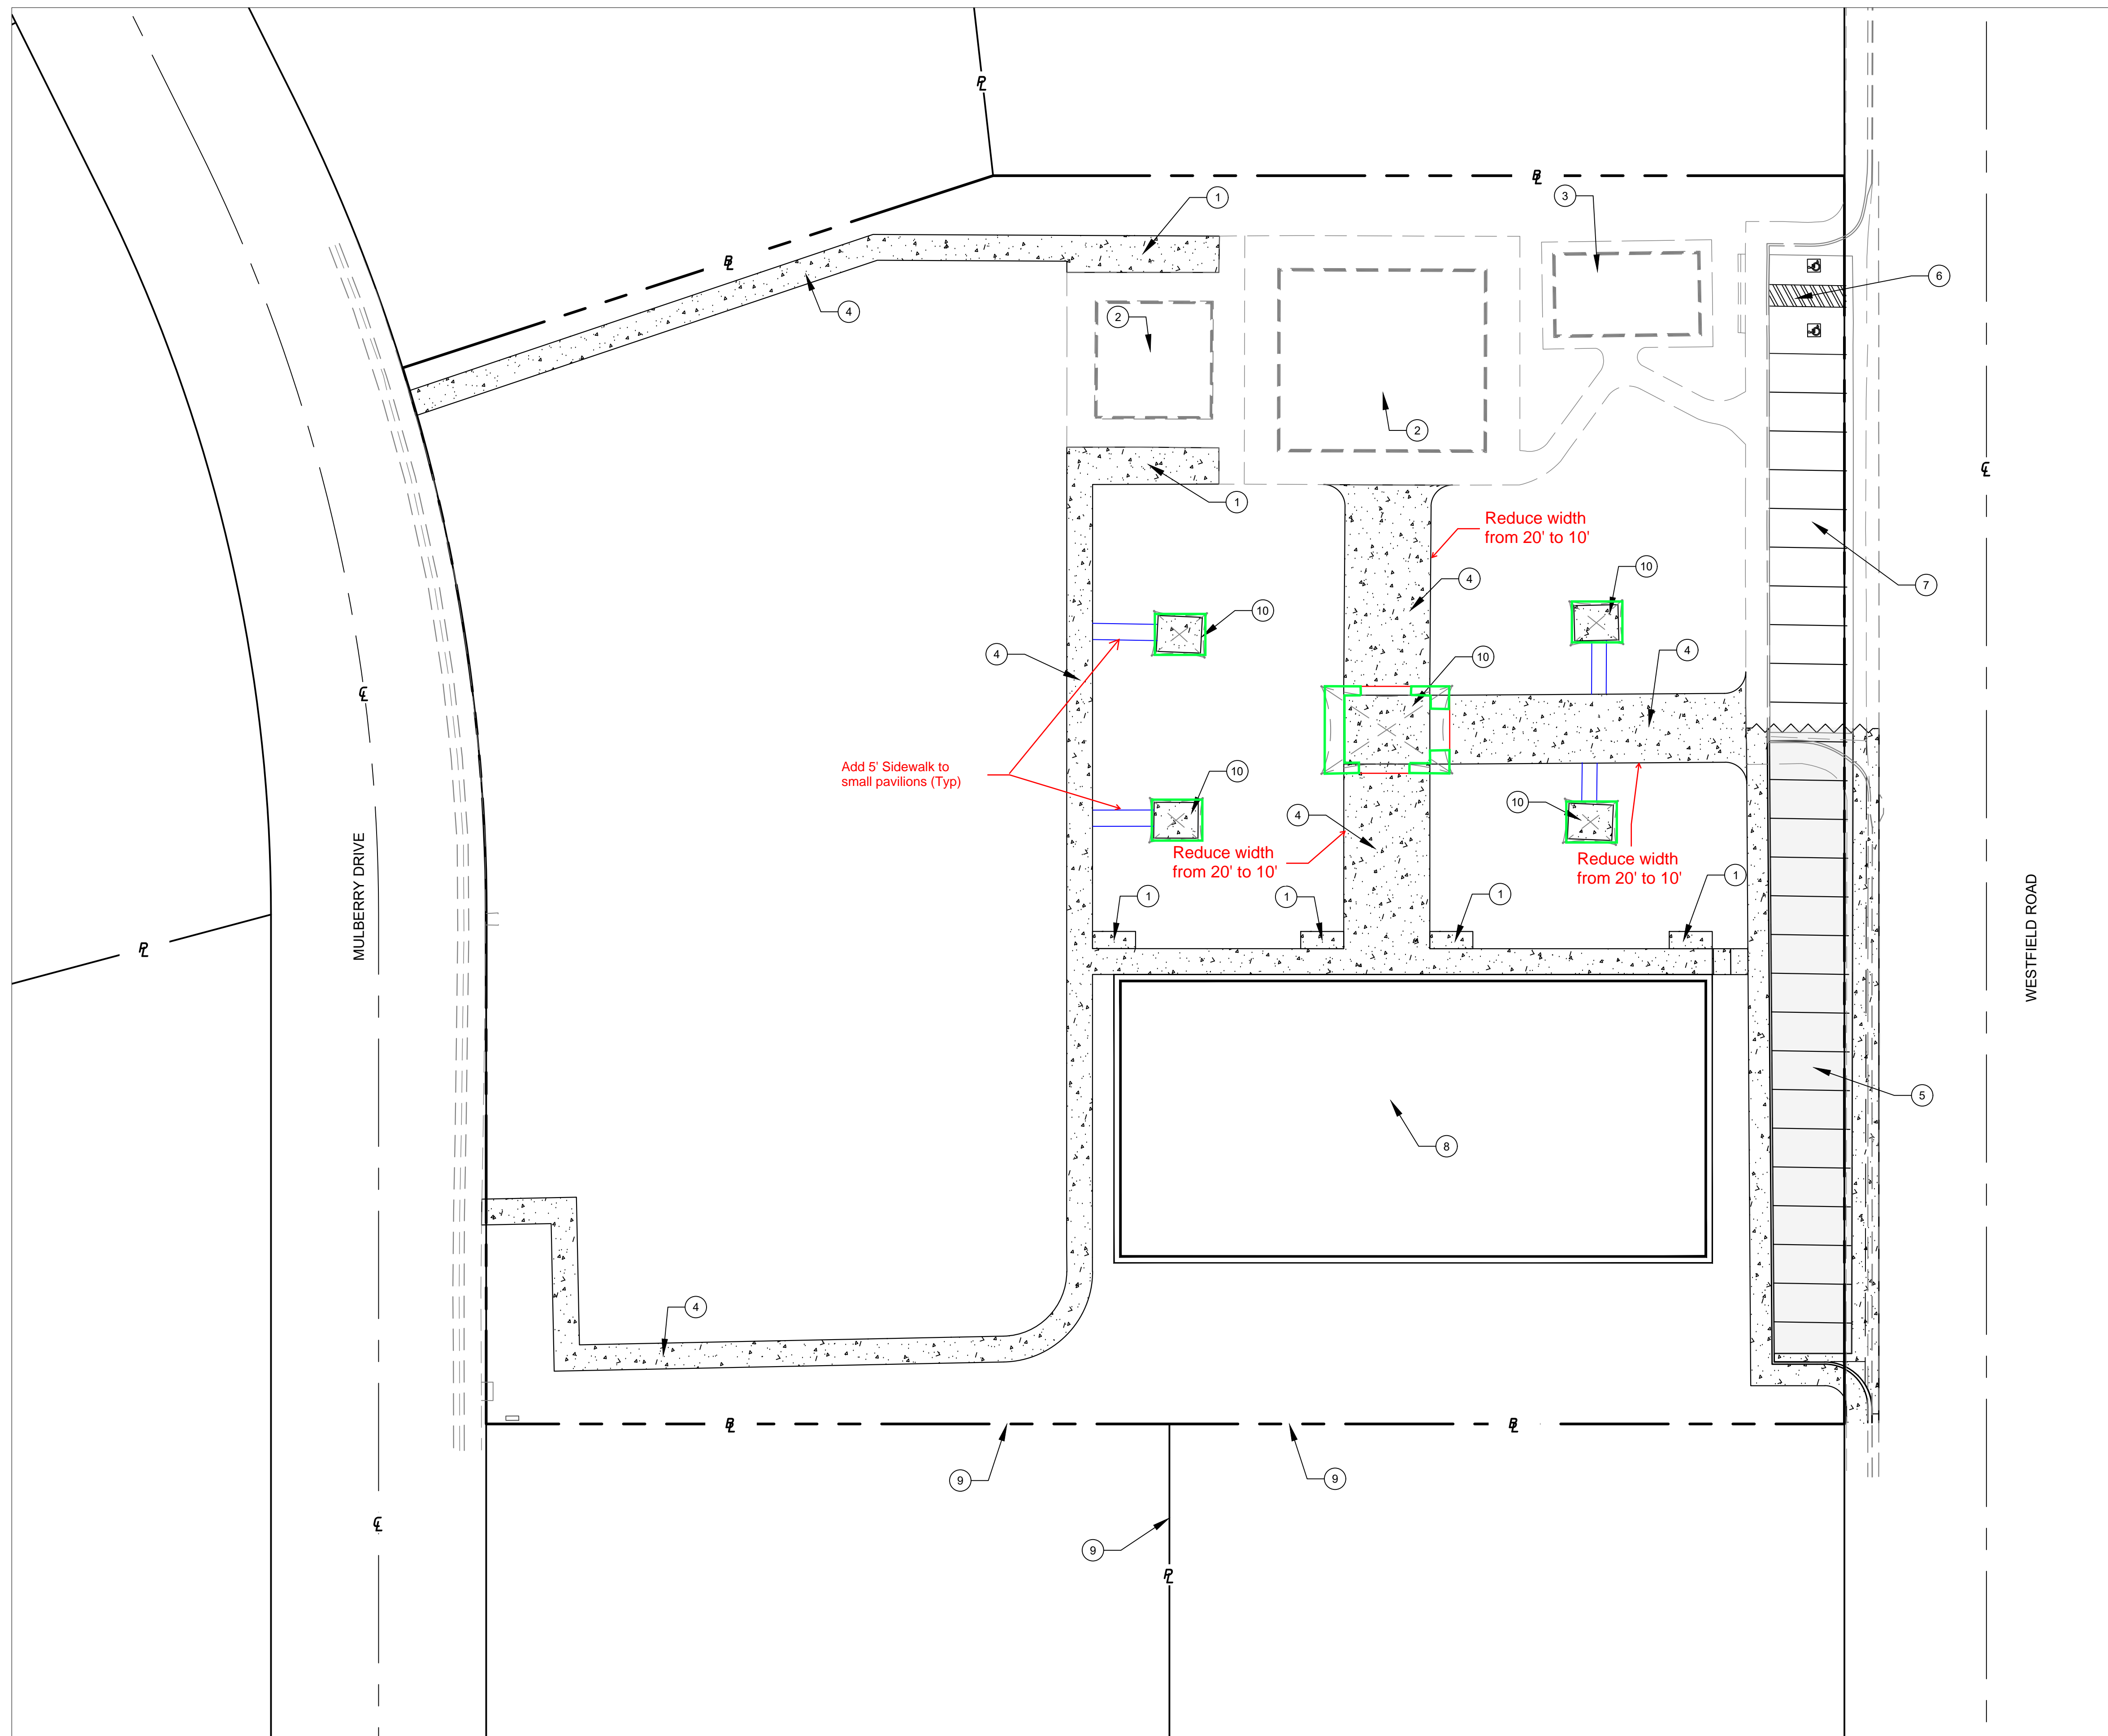 PL
1
3
PL
PL
6
4
2
2
CL
1
Reduce width
from 20' to 10'
10
4
7
10
4
4
10
CL
Add 5' Sidewalk to
small pavilions (Typ)
10
10
4
Reduce width
from 20' to 10'
Reduce width
from 20' to 10'
MULBERRY DRIVE
1
1
1
1
WESTFIELD ROAD
PL
5
8
4
PL
PL
9
9
CL
9
PL